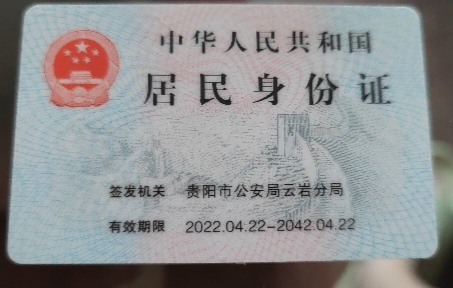 中华人民共和国
居民身份证
签发机关 贵阳市公安局云岩分局
有效期限 2022.04.22-2042.04.22